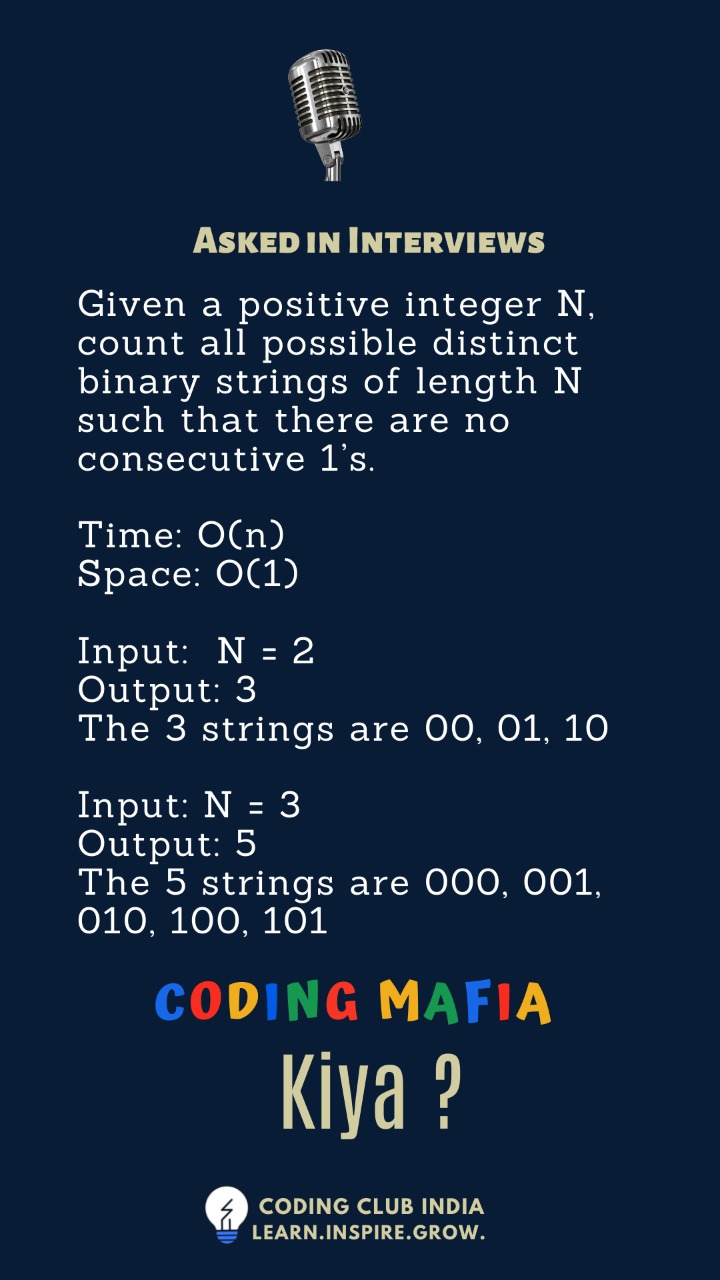 Asked in Interviews
Given a positive integer N,
count all possible distinct
binary strings of length N
such that there are no
consecutive 1's.
Time: O(n)
Space: O(1)
Input:  N = 2
Output: 3
The 3 strings are 00, 01, 10
Input: N = 3
Output: 5
The 5 strings are 000, 001,
010, 100, 101
CODING MAFIA
Kiya ?
CODING CLUB INDIA
LEARN.INSPIRE.GROW.